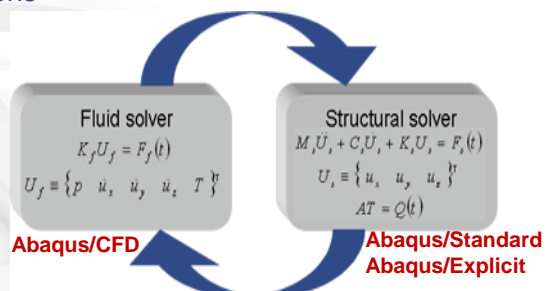 Fluid solver
K_f U_f = F_f(t)
U_f ≡ {p u̇_x u̇_y u̇_z T}ᵀ
Abaqus/CFD
Structural solver
M_s Ü_s + C_s U̇_s + K_s U_s = F_s(t)
U_s ≡ {u_x u_y u_z}ᵀ
AT = Q(t)
Abaqus/Standard
Abaqus/Explicit